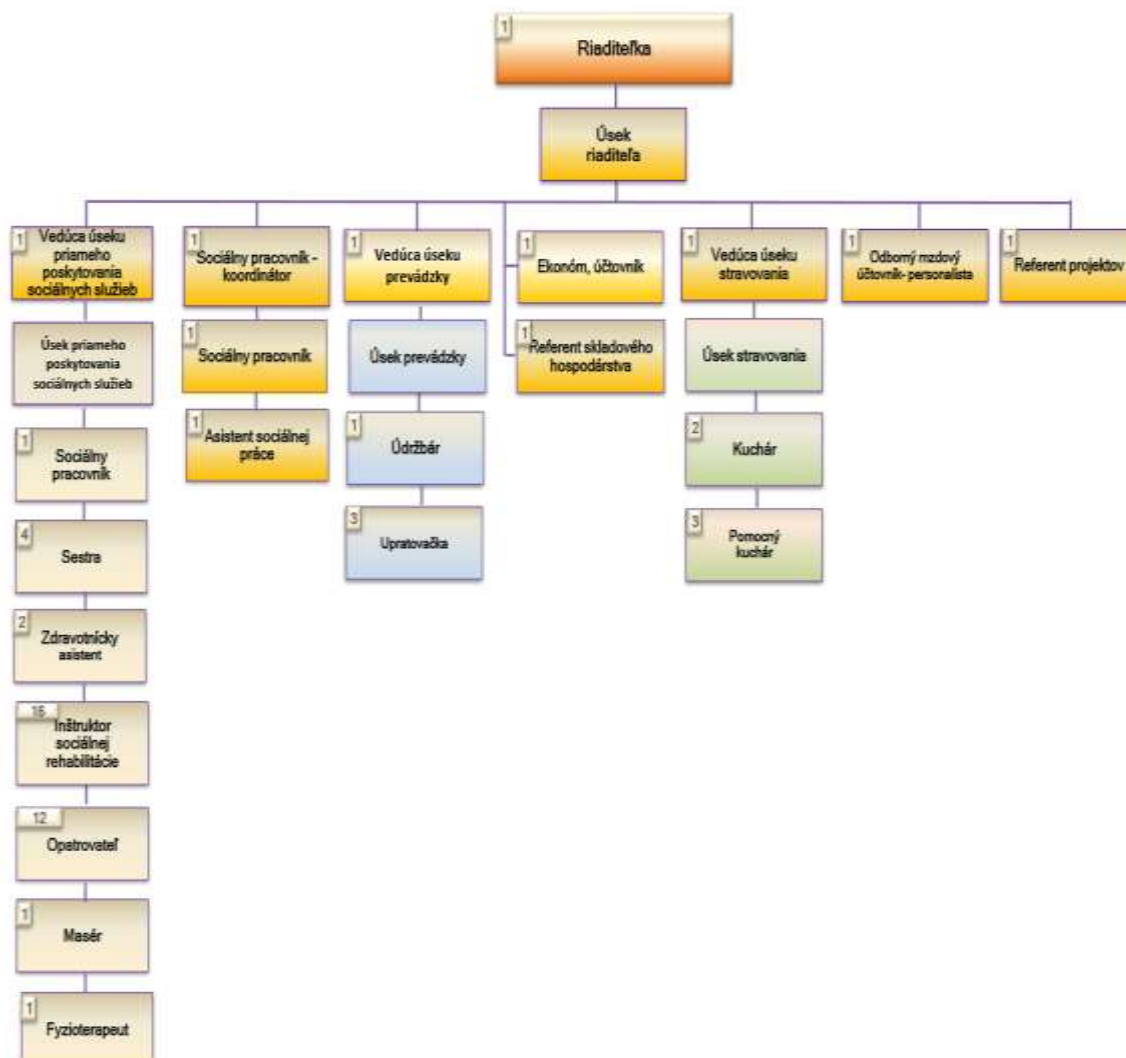 1
Riaditeľka
Úsek
riaditeľa
1
Vedúca úseku
priameho
poskytovania
sociálnych služieb
Úsek priameho
poskytovania
sociálnych služieb
1
Sociálny
pracovník
4
Sestra
2
Zdravotnícky
asistent
16
Inštruktor
sociálnej
rehabilitácie
12
Opatrovateľ
1
Masér
1
Fyzioterapeut
1
Sociálny pracovník -
koordinátor
1
Sociálny pracovník
1
Asistent sociálnej
práce
1
Vedúca úseku
prevádzky
Úsek prevádzky
1
Údržbár
3
Upratovačka
1
Ekonóm, účtovník
1
Referent skladového
hospodárstva
1
Vedúca úseku
stravovania
Úsek stravovania
2
Kuchár
3
Pomocný
kuchár
1
Odborný mzdový
účtovník- personalista
1
Referent projektov